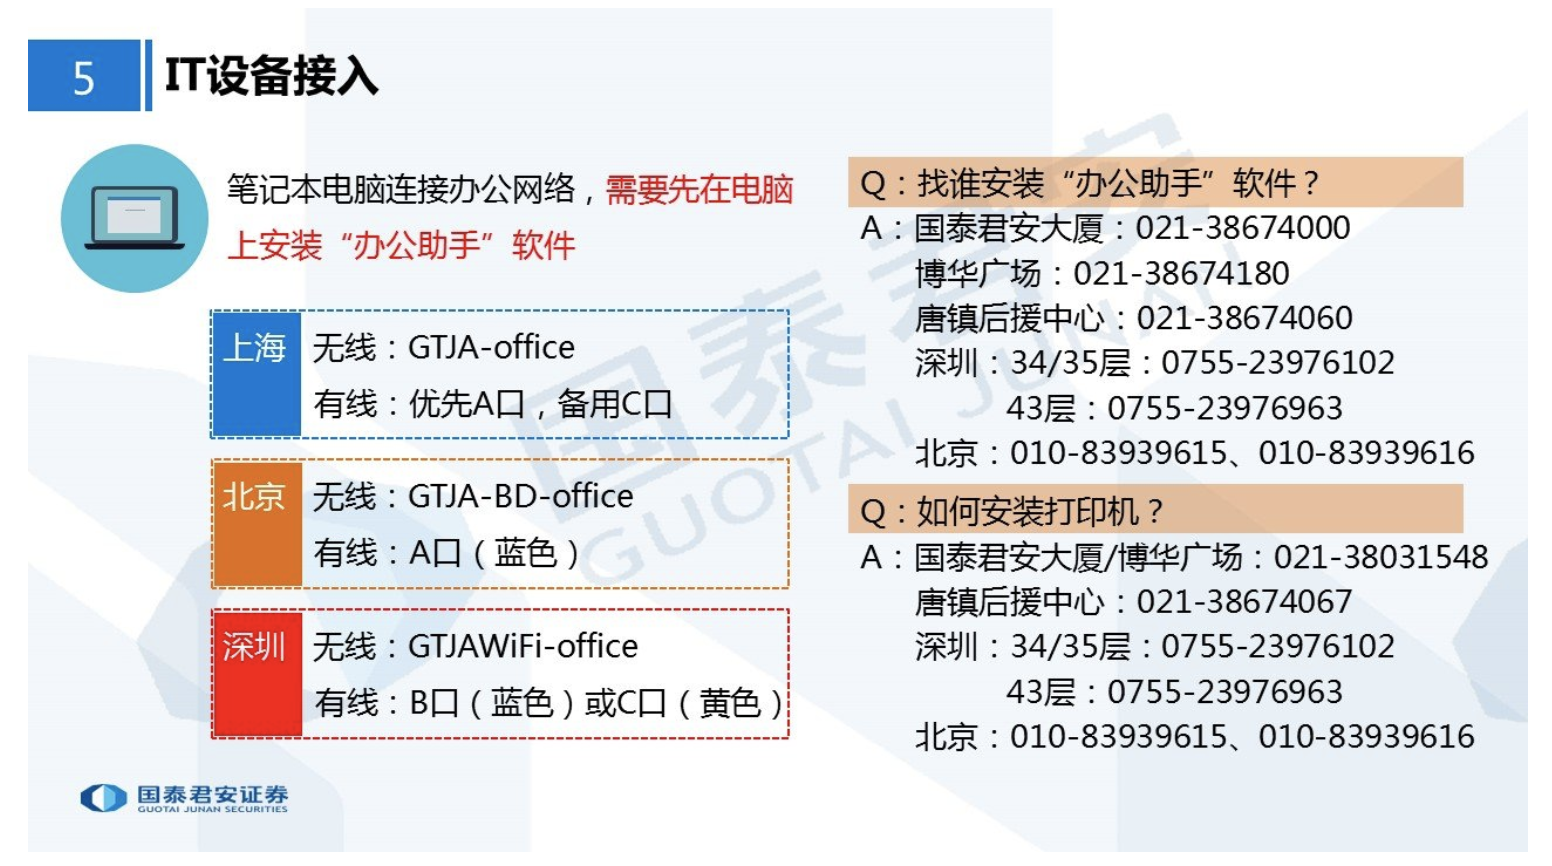 5
IT设备接入
笔记本电脑连接办公网络，需要先在电脑
上安装“办公助手”软件
上海
无线：GTJA-office
有线：优先A口，备用C口
北京
无线：GTJA-BD-office
有线：A口（蓝色）
深圳
无线：GTJAWiFi-office
有线：B口（蓝色）或C口（黄色）
Q：找谁安装“办公助手”软件？
A：国泰君安大厦：021-38674000
博华广场：021-38674180
唐镇后援中心：021-38674060
深圳：34/35层：0755-23976102
43层：0755-23976963
北京：010-83939615、010-83939616
Q：如何安装打印机？
A：国泰君安大厦/博华广场：021-38031548
唐镇后援中心：021-38674067
深圳：34/35层：0755-23976102
43层：0755-23976963
北京：010-83939615、010-83939616
国泰君安
GUOTAI JUNAN
国泰君安证券
GUOTAI JUNAN SECURITIES